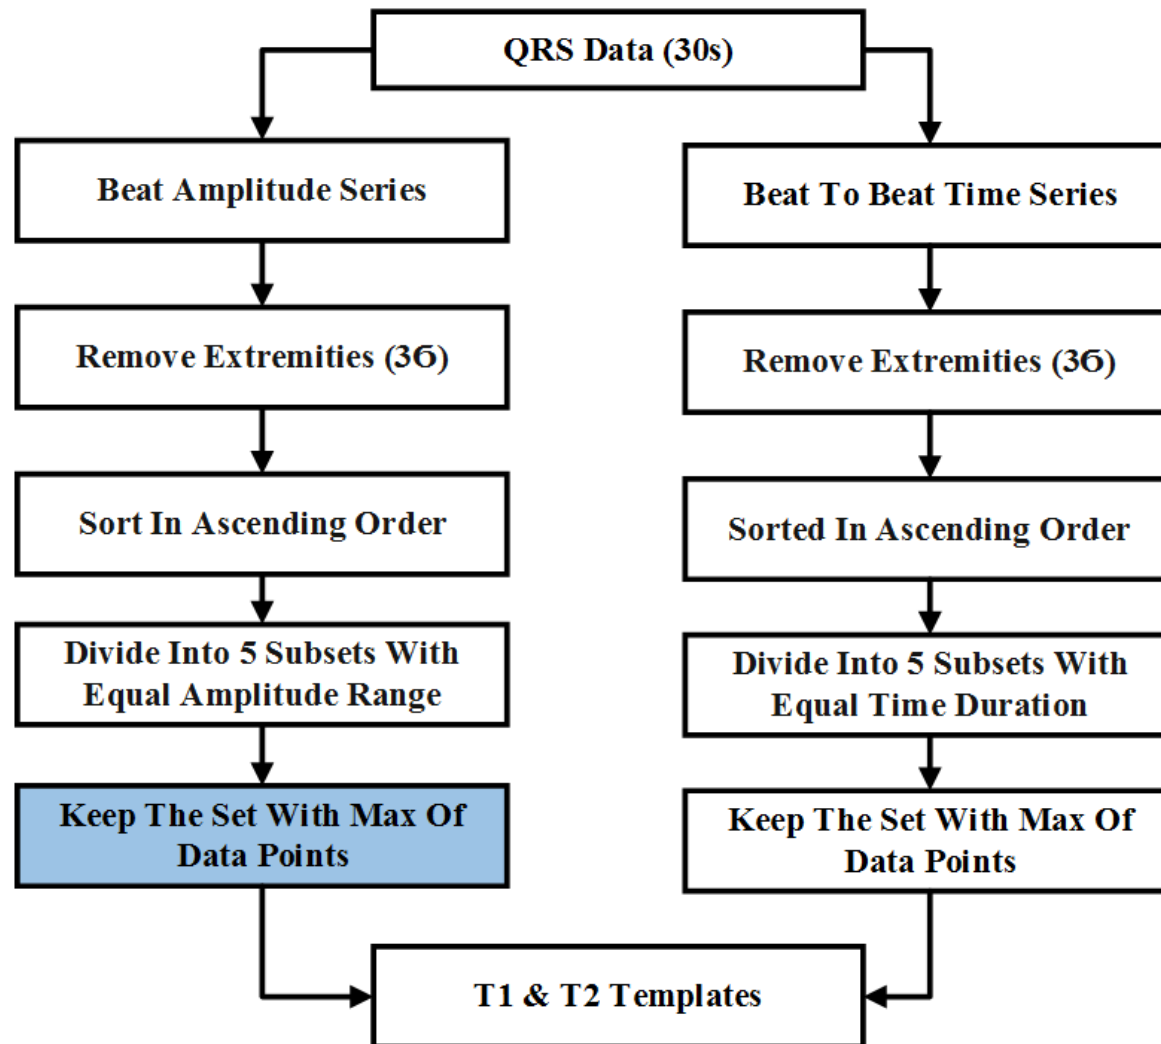 QRS Data (30s)
Beat Amplitude Series
Beat To Beat Time Series
Remove Extremities (3б)
Remove Extremities (3б)
Sort In Ascending Order
Sorted In Ascending Order
Divide Into 5 Subsets With
Equal Amplitude Range
Divide Into 5 Subsets With
Equal Time Duration
Keep The Set With Max Of
Data Points
Keep The Set With Max Of
Data Points
T1 & T2 Templates